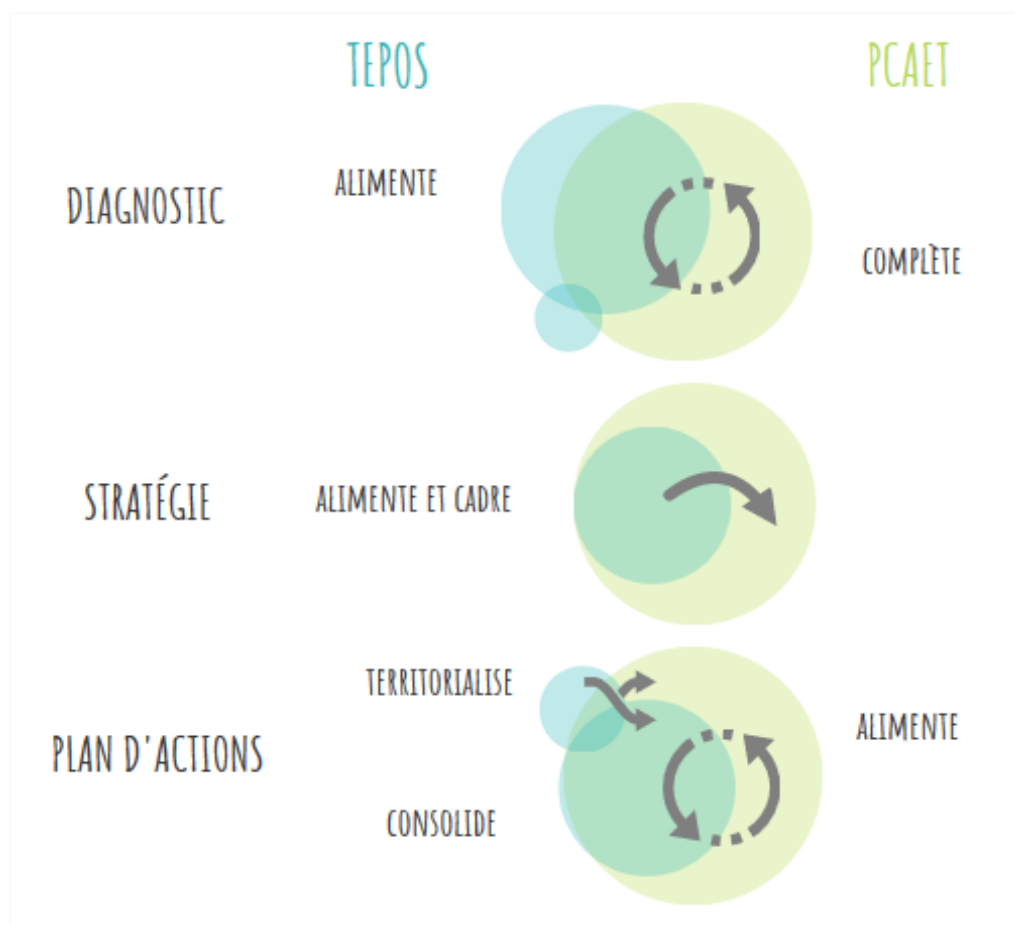 TEPOS
PCAET
DIAGNOSTIC
ALIMENTE
COMPLÈTE
STRATÉGIE
ALIMENTE ET CADRE
PLAN D'ACTIONS
TERRITORIALISE
CONSOLIDE
ALIMENTE